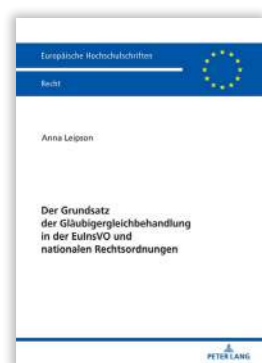 Europäische Hochschulschriften
Recht
Anna Leipson
Der Grundsatz
der Gläubigergleichbehandlung
in der EuInsVO und
nationalen Rechtsordnungen
PETER LANG